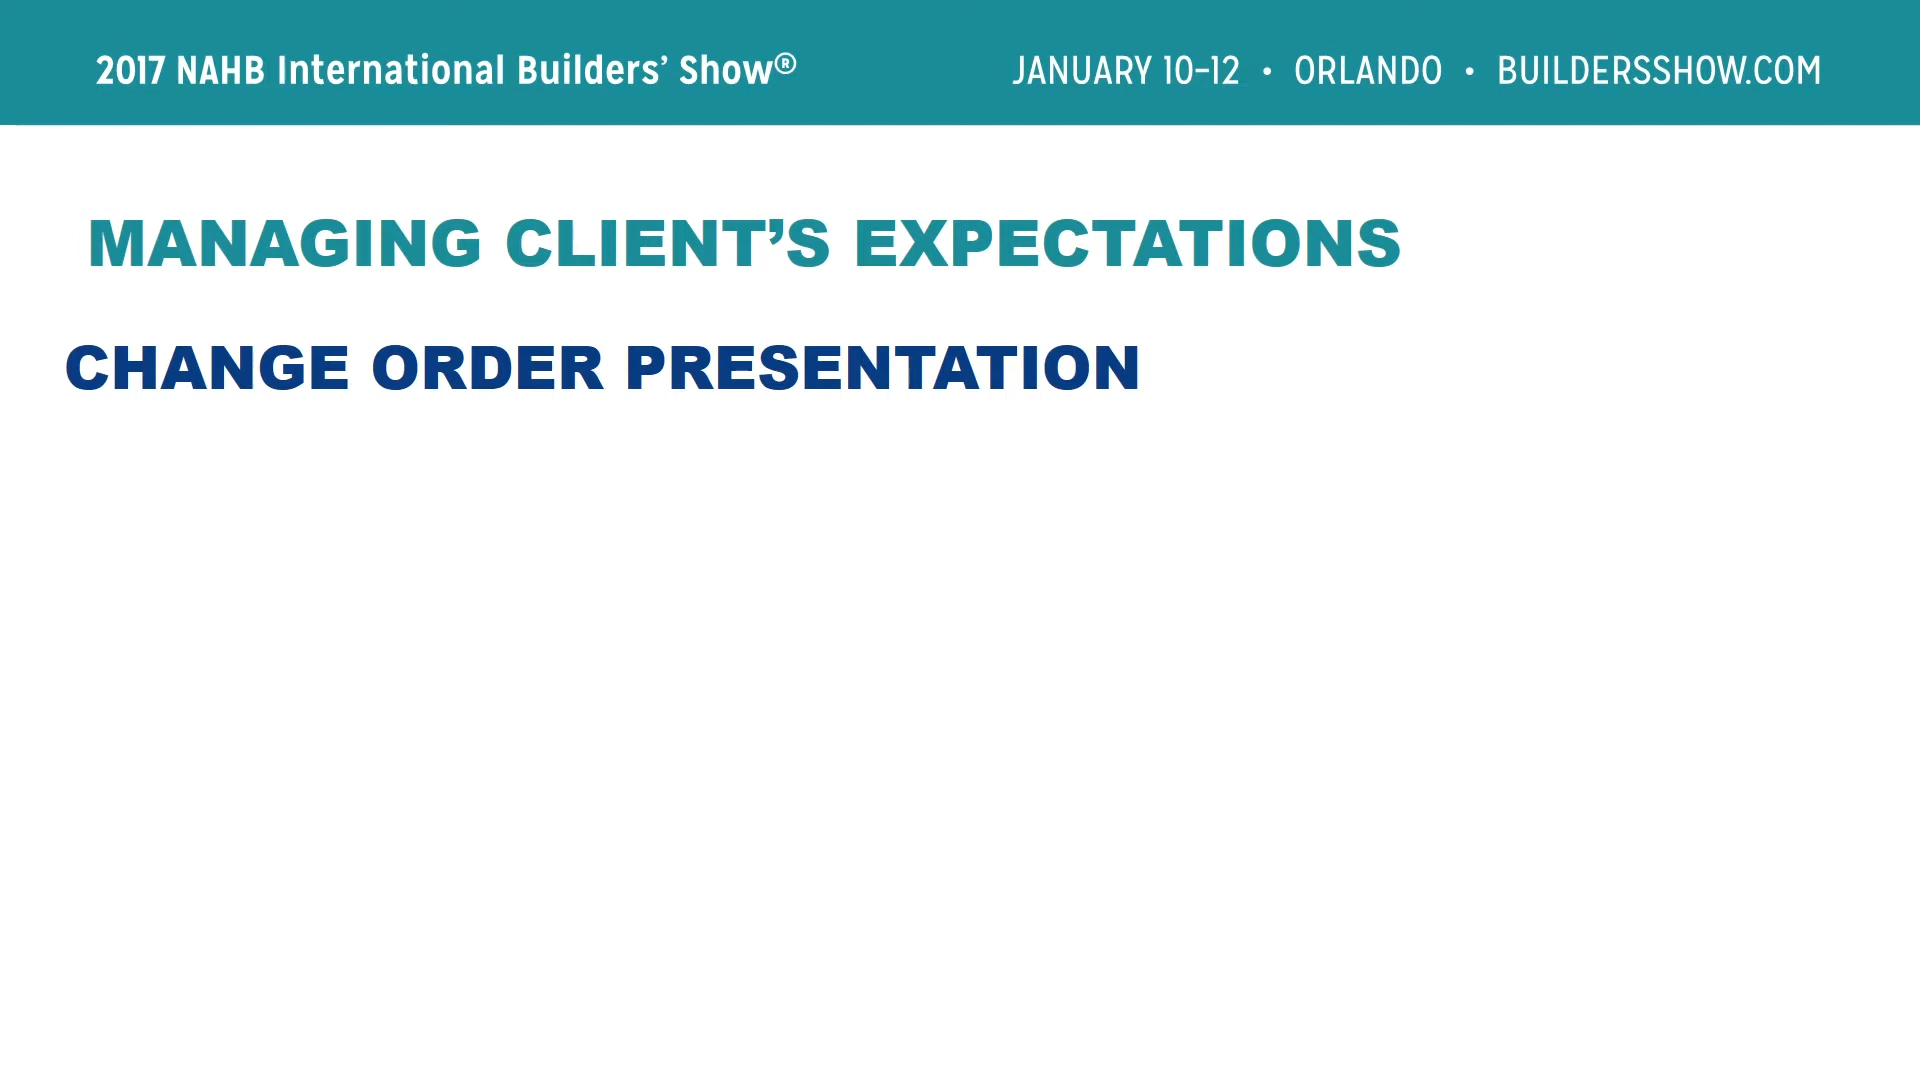 2017 NAHB International Builders’ Show® JANUARY 10–12 • ORLANDO • BUILDERSSHOW.COM
MANAGING CLIENT’S EXPECTATIONS
CHANGE ORDER PRESENTATION